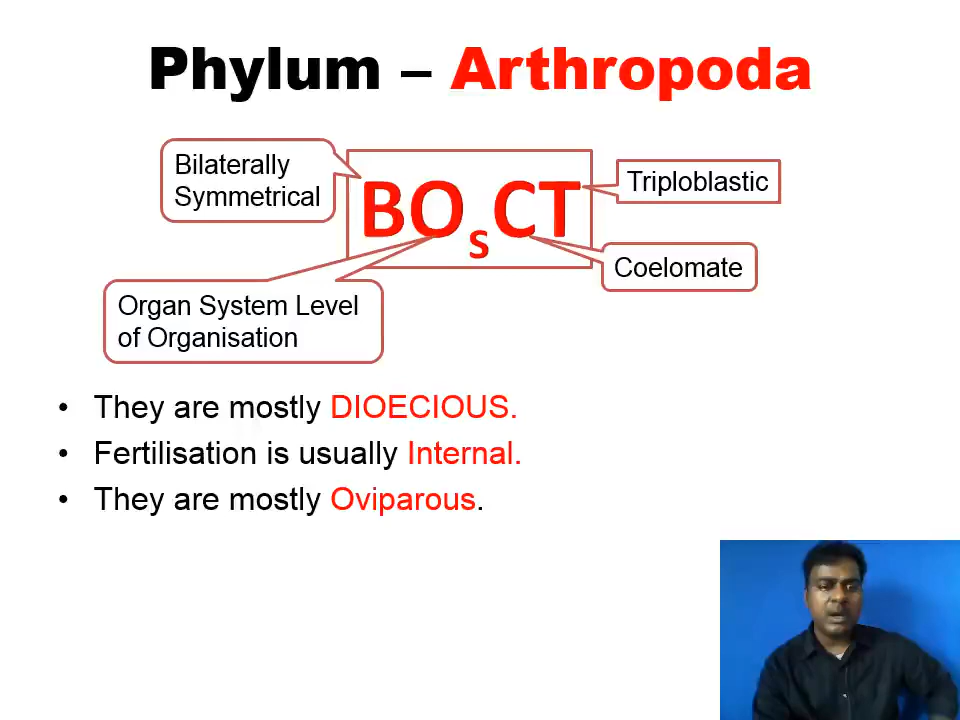 Phylum – Arthropoda
Bilaterally
Symmetrical
BOsCT
Triploblastic
Coelomate
Organ System Level
of Organisation
• They are mostly DIOECIOUS.
• Fertilisation is usually Internal.
• They are mostly Oviparous.